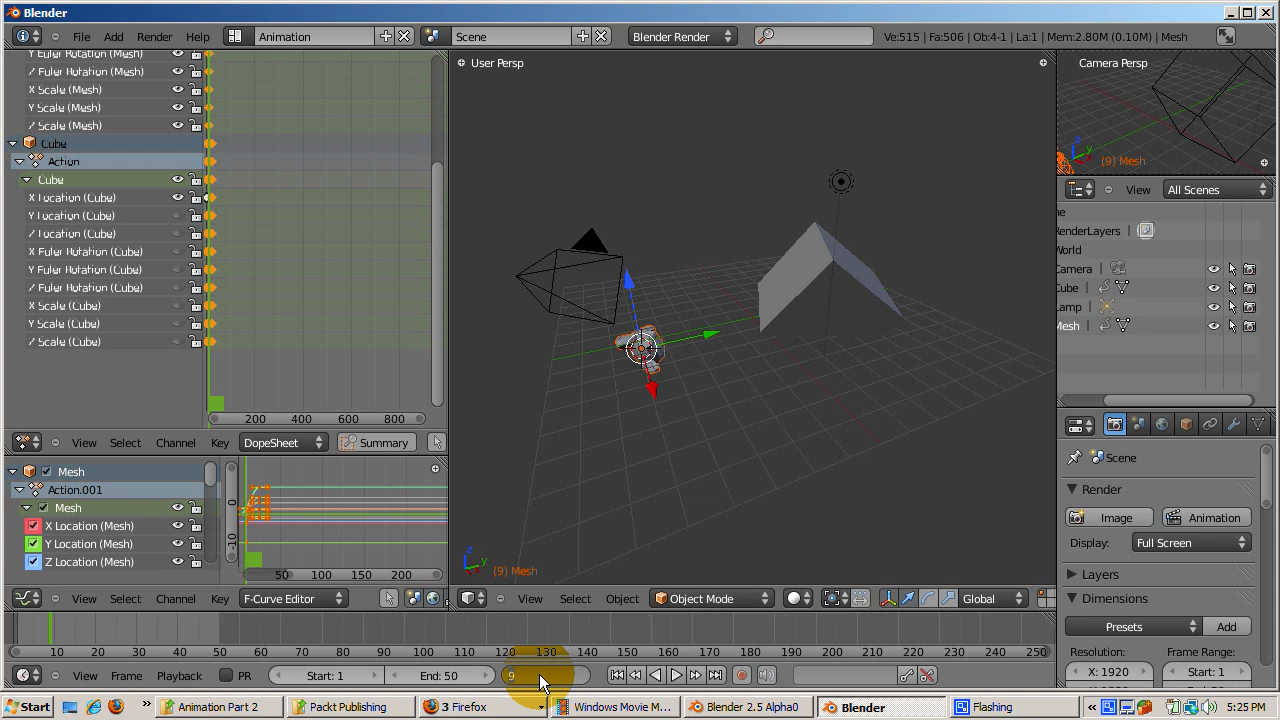 Blender
File Add Render Help Animation Scene Blender Render Ve:515 | Fa:506 | Ob:4-1 | La:1 | Mem:2.80M (0.10M) | Mesh
Y Euler Rotation (Mesh)
Z Euler Rotation (Mesh)
X Scale (Mesh)
Y Scale (Mesh)
Z Scale (Mesh)
Cube
Action
Cube
X Location (Cube)
Y Location (Cube)
Z Location (Cube)
X Euler Rotation (Cube)
Y Euler Rotation (Cube)
Z Euler Rotation (Cube)
X Scale (Cube)
Y Scale (Cube)
Z Scale (Cube)
200 400 600 800
View Select Channel Key DopeSheet Summary
Mesh
Action.001
Mesh
X Location (Mesh)
Y Location (Mesh)
Z Location (Mesh)
0
-10
50 100 150 200
View Select Channel Key F-Curve Editor
User Persp
z
y
(9) Mesh
View Select Object Object Mode Global
Camera Persp
z
y
(9) Mesh
View All Scenes
ne
RenderLayers
World
Camera
Cube
Lamp
Mesh
Scene
Render
Image Animation
Display: Full Screen
Layers
Dimensions
Presets Add
Resolution: Frame Range:
X: 1920 Start: 1
10 20 30 40 50 60 70 80 90 100 110 120 130 140 150 160 170 180 190 200 210 220 230 240 250
View Frame Playback PR Start: 1 End: 50 9
Start » Animation Part 2 Packt Publishing 3 Firefox Windows Movie M... Blender 2.5 Alpha0 Blender Flashing 5:25 PM